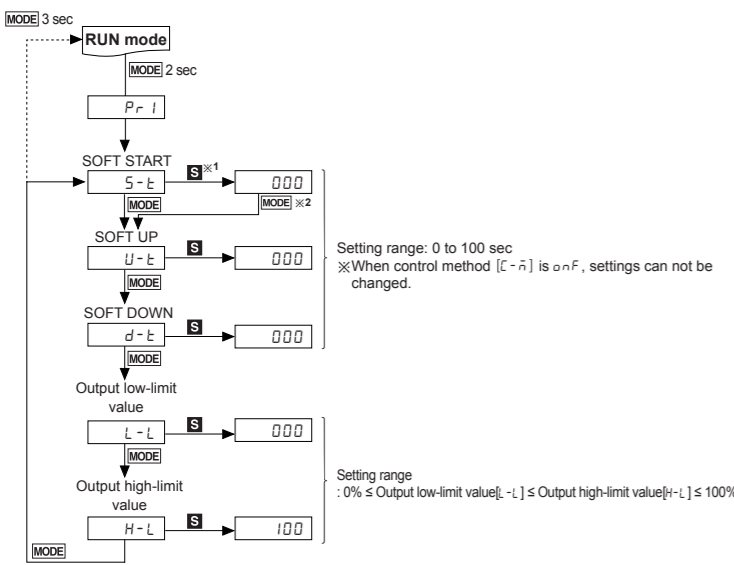 MODE 3 sec
RUN mode
MODE 2 sec
Pr1
SOFT START
S-t
S ※1
000
MODE
MODE ※2
SOFT UP
U-t
S
000
MODE
Setting range: 0 to 100 sec
※When control method [C-ñ] is onF, settings can not be
changed.
SOFT DOWN
d-t
S
000
MODE
Output low-limit
value
L-L
S
000
MODE
Output high-limit
value
Setting range
: 0% ≤ Output low-limit value[L-L] ≤ Output high-limit value[H-L] ≤ 100%
H-L
S
100
MODE